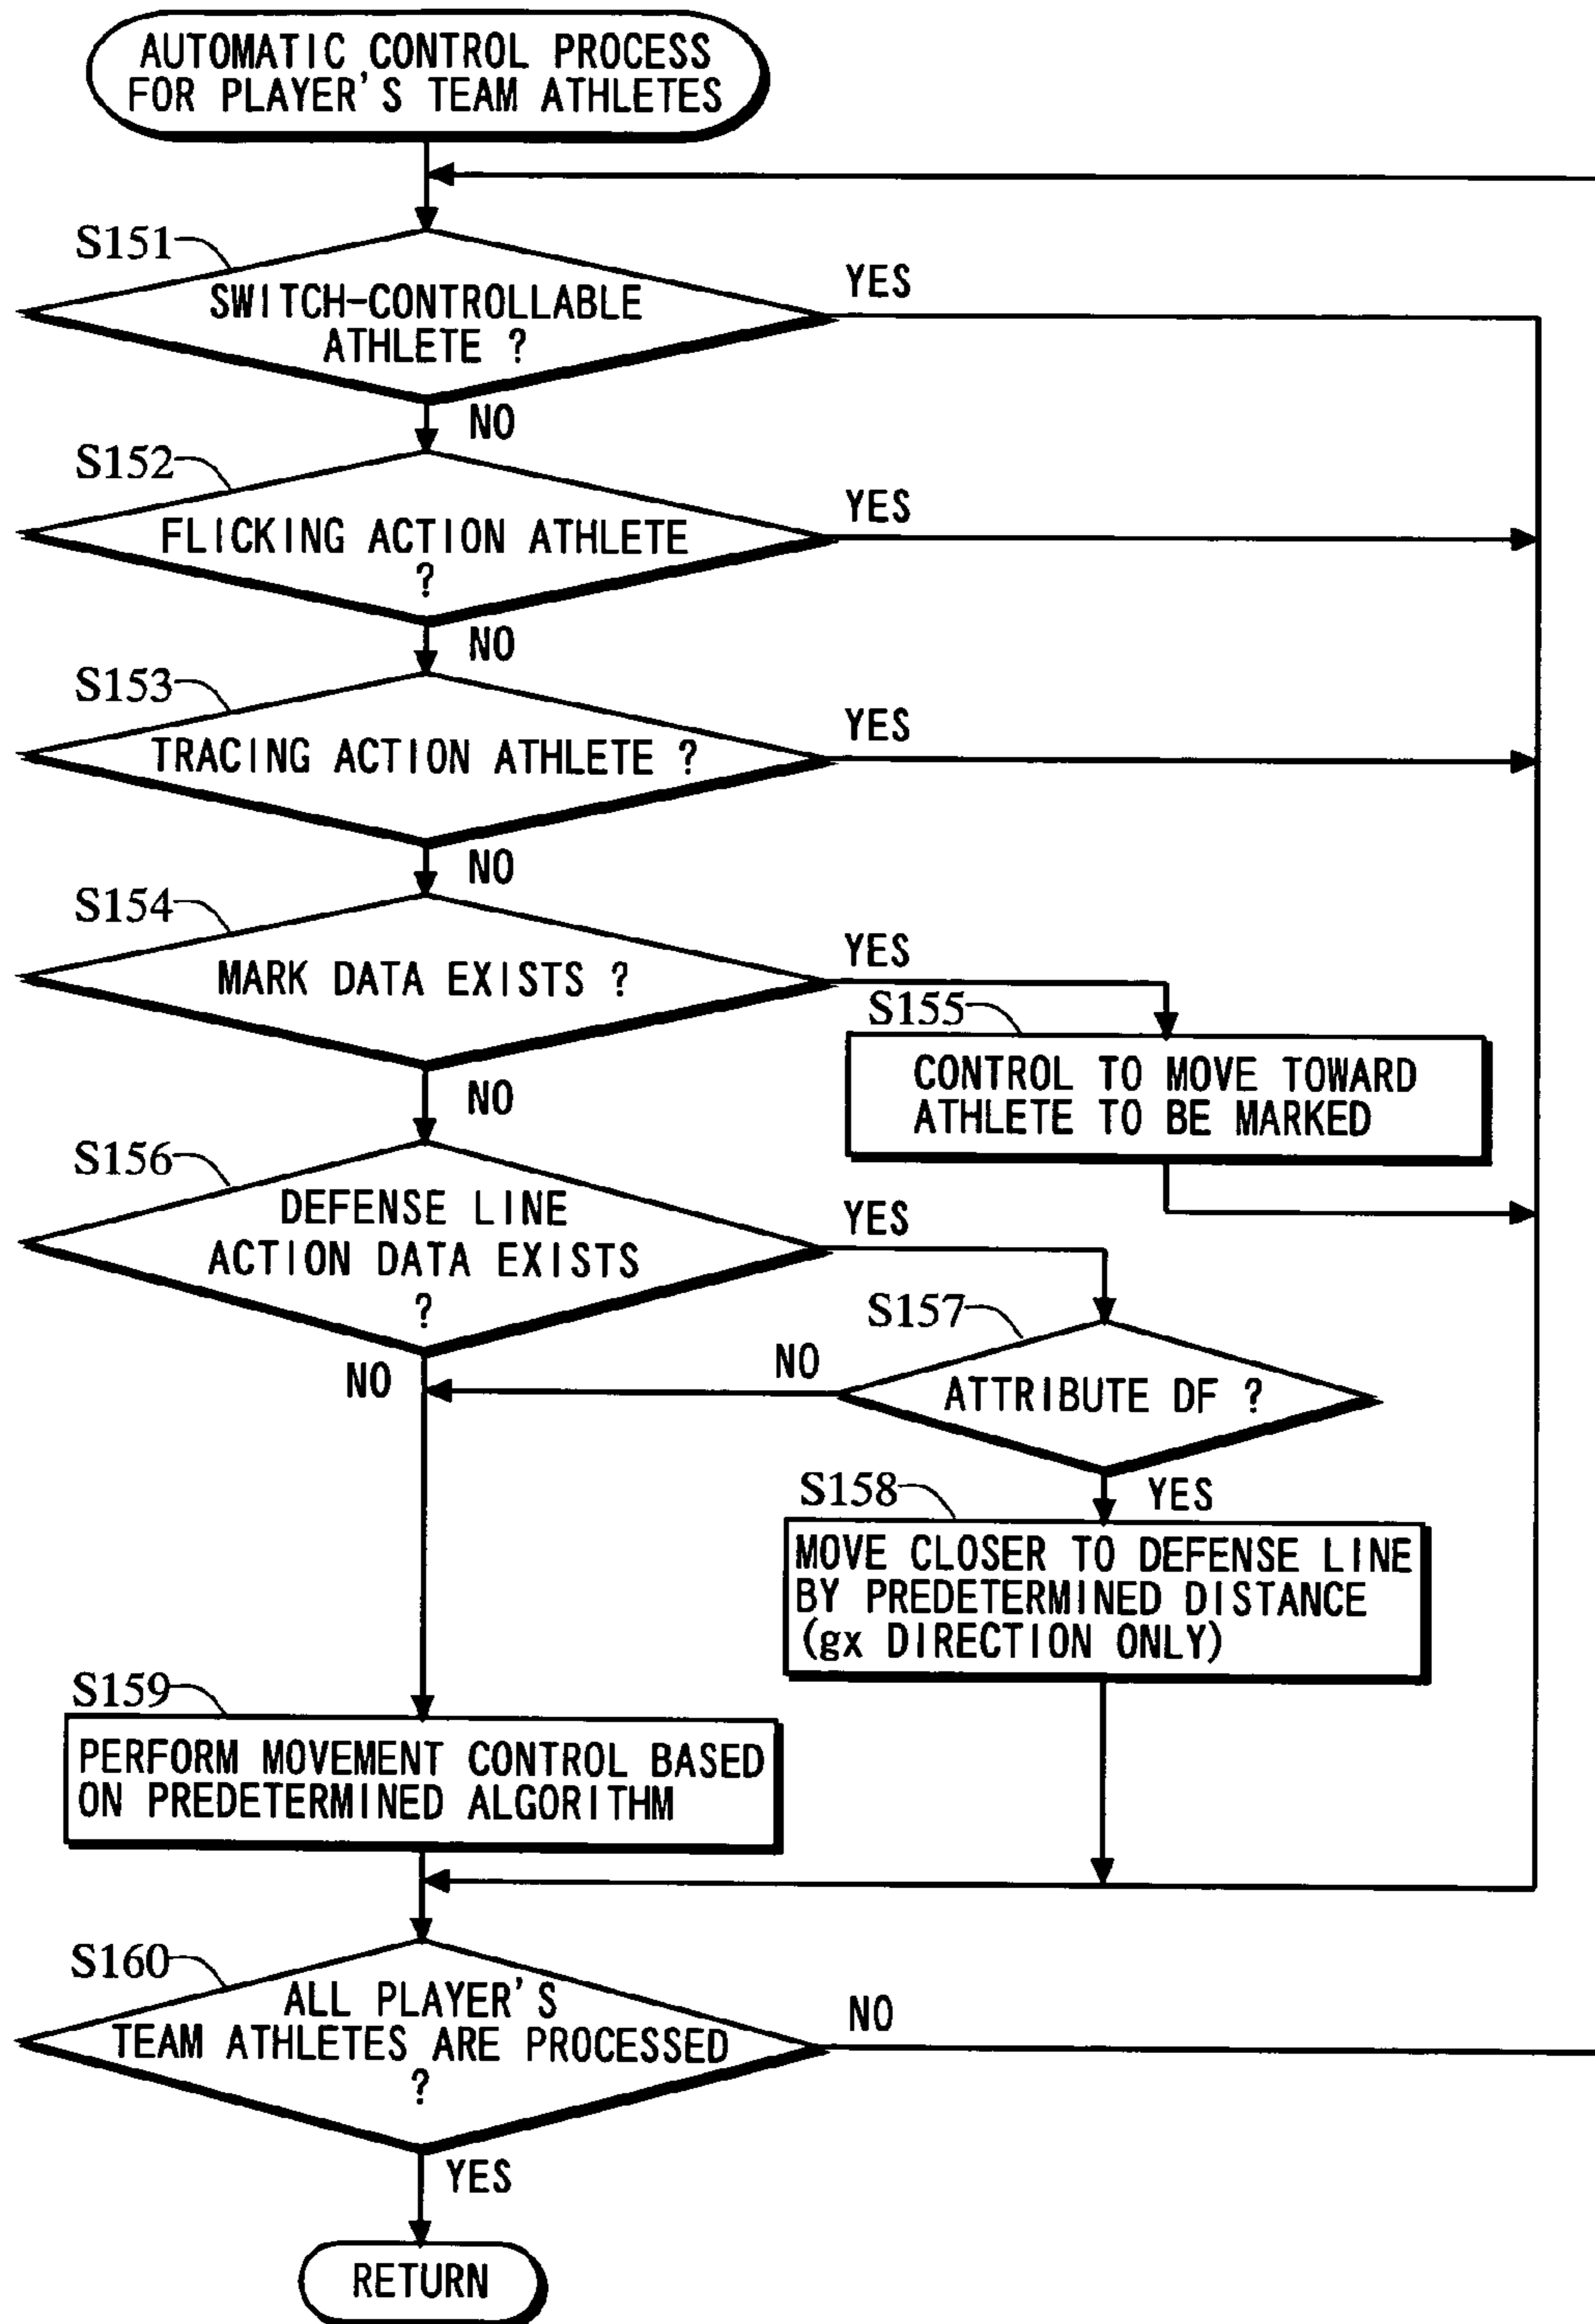 AUTOMATIC CONTROL PROCESS
FOR PLAYER'S TEAM ATHLETES
S151
SWITCH-CONTROLLABLE
ATHLETE ?
YES
NO
S152
FLICKING ACTION ATHLETE
?
YES
NO
S153
TRACING ACTION ATHLETE ?
YES
NO
S154
MARK DATA EXISTS ?
YES
NO
S155
CONTROL TO MOVE TOWARD
ATHLETE TO BE MARKED
S156
DEFENSE LINE
ACTION DATA EXISTS
?
YES
NO
S157
ATTRIBUTE DF ?
NO
YES
S158
MOVE CLOSER TO DEFENSE LINE
BY PREDETERMINED DISTANCE
(gx DIRECTION ONLY)
S159
PERFORM MOVEMENT CONTROL BASED
ON PREDETERMINED ALGORITHM
S160
ALL PLAYER'S
TEAM ATHLETES ARE PROCESSED
?
NO
YES
RETURN